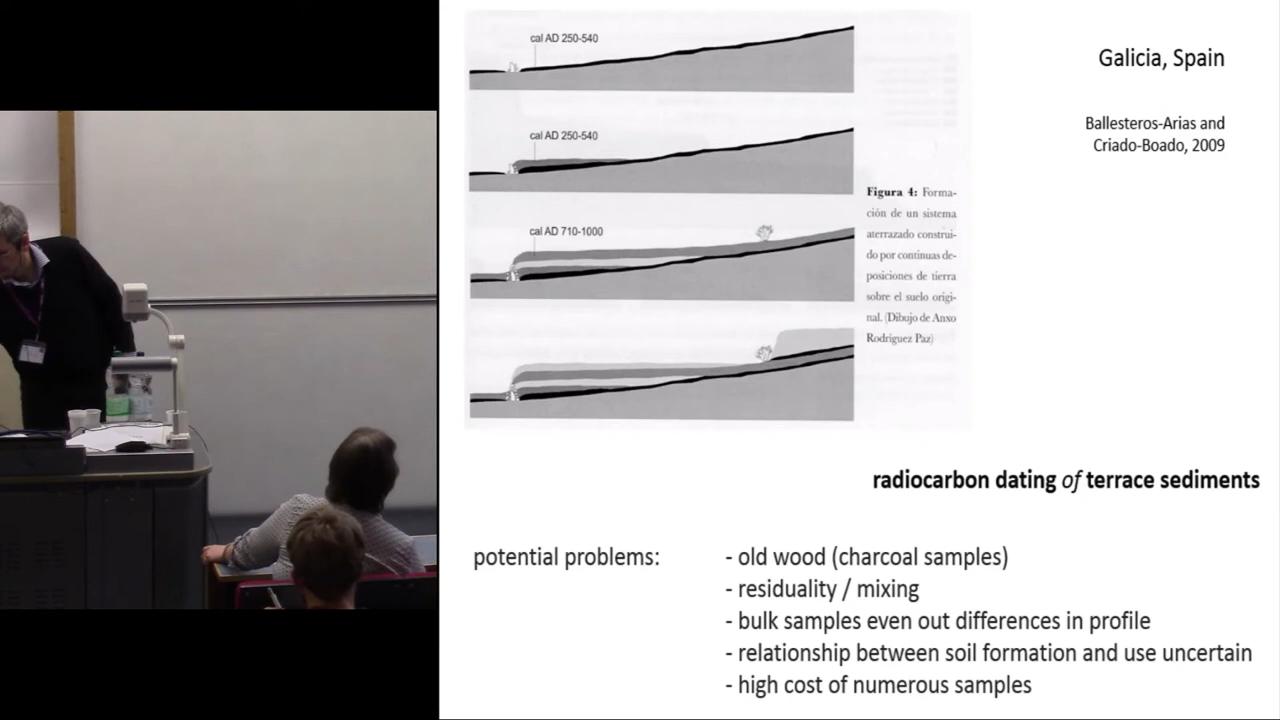 cal AD 250-540
cal AD 250-540
cal AD 710-1000
Galicia, Spain
Ballesteros-Arias and
Criado-Boado, 2009
Figura 4: Forma-
ción de un sistema
aterrazado construi-
do por continuas de-
posiciones de tierra
sobre el suelo origi-
nal. (Dibujo de Anxo
Rodriguez Paz)
radiocarbon dating of terrace sediments
potential problems:
- old wood (charcoal samples)
- residuality / mixing
- bulk samples even out differences in profile
- relationship between soil formation and use uncertain
- high cost of numerous samples